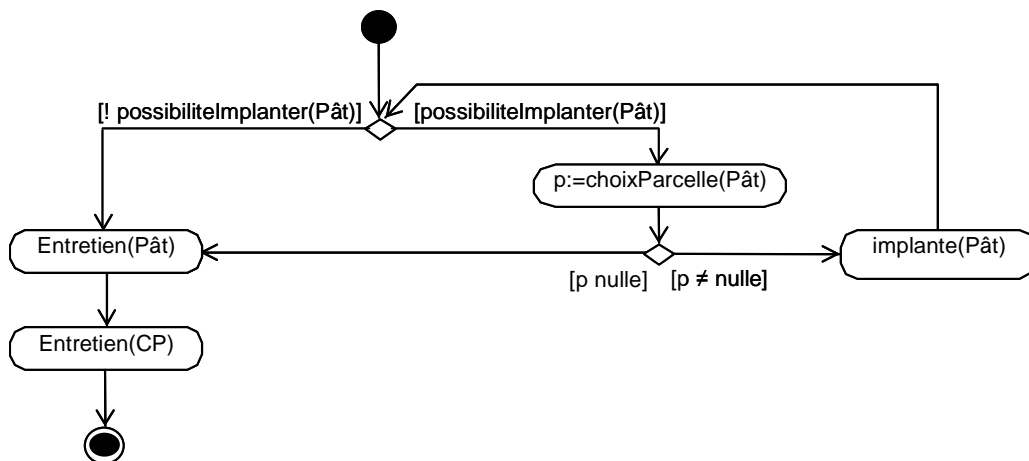 [! possibiliteImplanter(Pât)]
[possibiliteImplanter(Pât)]
p:=choixParcelle(Pât)
Entretien(Pât)
implante(Pât)
[p nulle]
[p ≠ nulle]
Entretien(CP)